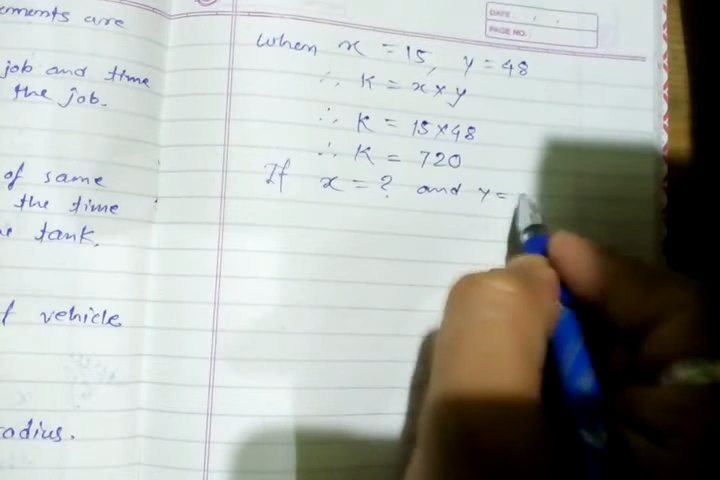 ements are
job and time
the job.
of same
the time
tank.
f vehicle
adius.
DATE
PAGE NO.:
When x = 15, y = 48
∴ K = x × y
∴ K = 15 × 48
∴ K = 720
If x = ? and y =